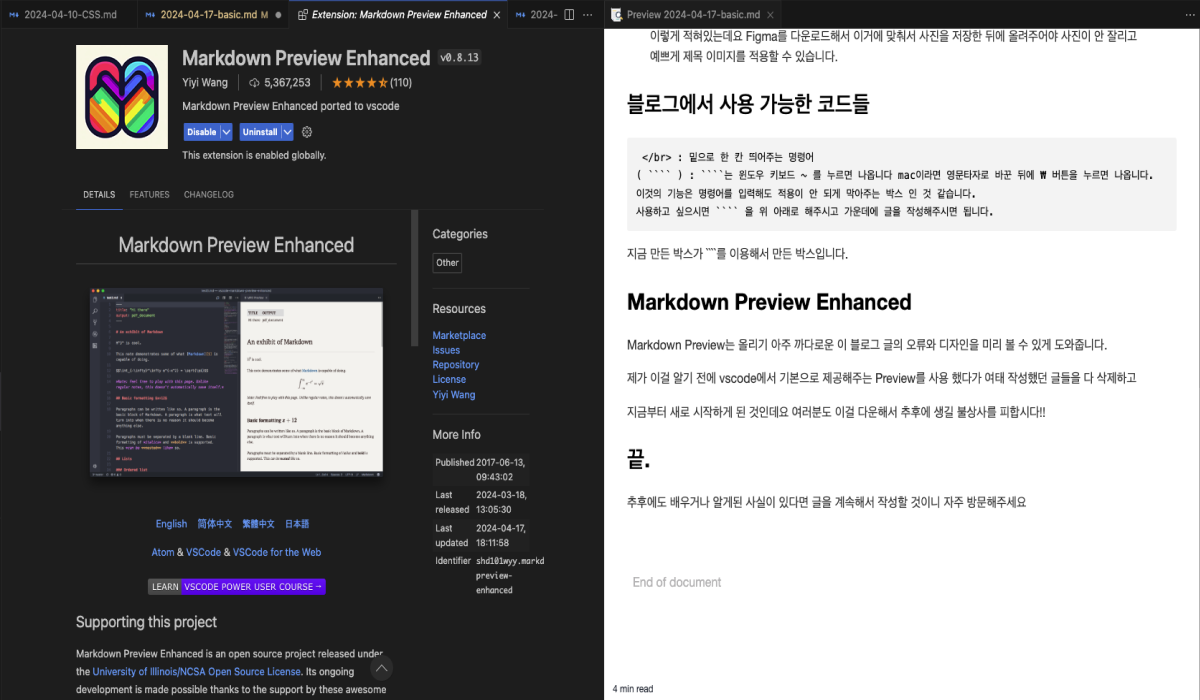 2024-04-10-CSS.md
2024-04-17-basic.md M
Extension: Markdown Preview Enhanced
2024-
Preview 2024-04-17-basic.md
Markdown Preview Enhanced v0.8.13
Yiyi Wang
5,367,253
(110)
Markdown Preview Enhanced ported to vscode
Disable
Uninstall
This extension is enabled globally.
DETAILS
FEATURES
CHANGELOG
Markdown Preview Enhanced
An exhibit of Markdown
English 简体中文 繁體中文 日本語
Atom & VSCode & VSCode for the Web
LEARN VSCODE POWER USER COURSE →
Supporting this project
Markdown Preview Enhanced is an open source project released under
the University of Illinois/NCSA Open Source License. Its ongoing
development is made possible thanks to the support by these awesome
Categories
Other
Resources
Marketplace
Issues
Repository
License
Yiyi Wang
More Info
Published 2017-06-13,
09:43:02
Last 2024-03-18,
released 13:05:30
Last 2024-04-17,
updated 18:11:58
Identifier shd101wyy.markd
preview-
enhanced
이렇게 적혀있는데요 Figma를 다운로드해서 이거에 맞춰서 사진을 저장한 뒤에 올려주어야 사진이 안 잘리고
예쁘게 제목 이미지를 적용할 수 있습니다.
블로그에서 사용 가능한 코드들
</br> : 밑으로 한 칸 띄어주는 명령어
( ```` ) : ````는 윈도우 키보드 ~ 를 누르면 나옵니다 mac이라면 영문타자로 바꾼 뒤에 ₩ 버튼을 누르면 나옵니다.
이것의 기능은 명령어를 입력해도 적용이 안 되게 막아주는 박스 인 것 같습니다.
사용하고 싶으시면 ```` 을 위 아래로 해주시고 가운데에 글을 작성해주시면 됩니다.
지금 만든 박스가 ````를 이용해서 만든 박스입니다.
Markdown Preview Enhanced
Markdown Preview는 올리기 아주 까다로운 이 블로그 글의 오류와 디자인을 미리 볼 수 있게 도와줍니다.
제가 이걸 알기 전에 vscode에서 기본으로 제공해주는 Preview를 사용 했다가 여태 작성했던 글들을 다 삭제하고
지금부터 새로 시작하게 된 것인데요 여러분도 이걸 다운해서 추후에 생길 불상사를 피합시다!!
끝.
추후에도 배우거나 알게된 사실이 있다면 글을 계속해서 작성할 것이니 자주 방문해주세요
End of document
4 min read